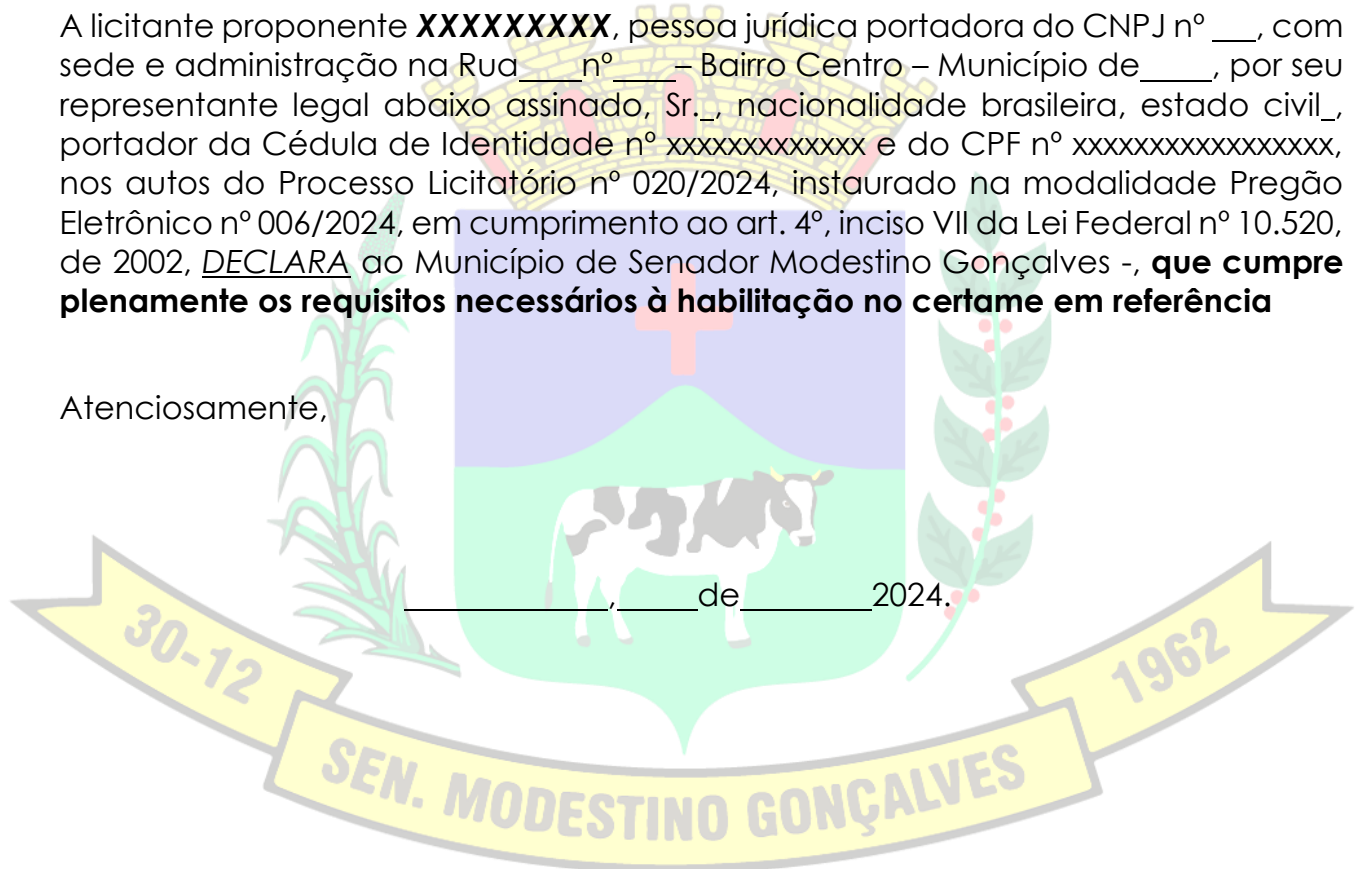 A licitante proponente XXXXXXXXX, pessoa jurídica portadora do CNPJ nº ___, com
sede e administração na Rua____nº____– Bairro Centro – Município de_____, por seu
representante legal abaixo assinado, Sr._, nacionalidade brasileira, estado civil_,
portador da Cédula de Identidade nº xxxxxxxxxxxxx e do CPF nº xxxxxxxxxxxxxxxxx,
nos autos do Processo Licitatório nº 020/2024, instaurado na modalidade Pregão
Eletrônico nº 006/2024, em cumprimento ao art. 4º, inciso VII da Lei Federal nº 10.520,
de 2002, DECLARA ao Município de Senador Modestino Gonçalves -, que cumpre
plenamente os requisitos necessários à habilitação no certame em referência
Atenciosamente,
_____________,_____de________2024.
30-12
SEN. MODESTINO GONÇALVES
1962